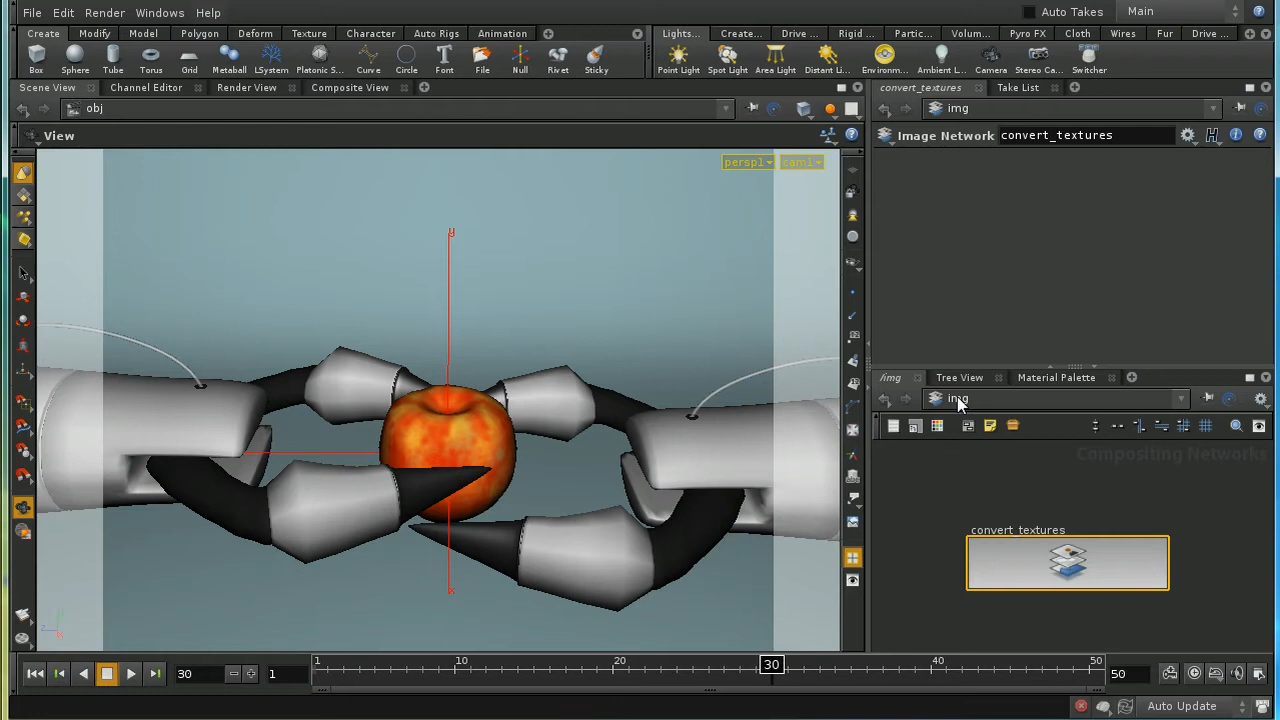 File Edit Render Windows Help
Auto Takes Main
Create Modify Model Polygon Deform Texture Character Auto Rigs Animation
Lights... Create... Drive ... Rigid ... Partic... Volum... Pyro FX Cloth Wires Fur Drive ...
Box Sphere Tube Torus Grid Metaball LSystem Platonic S... Curve Circle Font File Null Rivet Sticky
Point Light Spot Light Area Light Distant Li... Environm... Ambient L... Camera Stereo Ca... Switcher
Scene View Channel Editor Render View Composite View
convert_textures Take List
obj
img
View
Image Network convert_textures
persp1 cam1
y
x
/img Tree View Material Palette
img
Compositing Networks
convert_textures
1 10 20 30 40 50
30 1 50
Auto Update